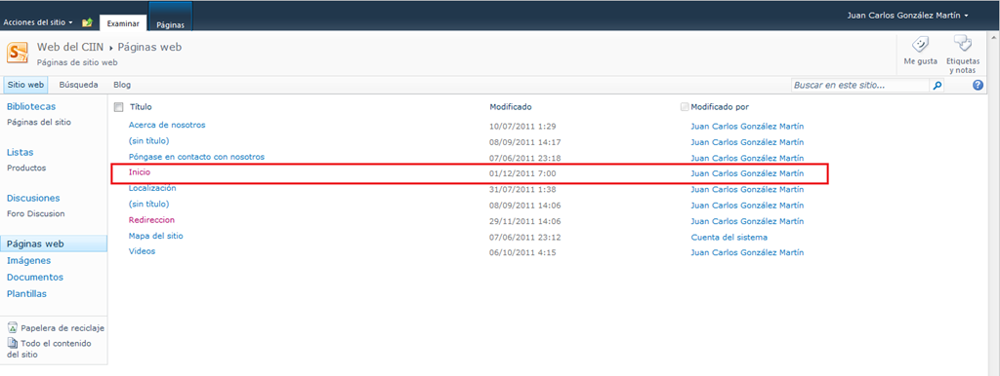 Acciones del sitio
Examinar
Páginas
Juan Carlos González Martín
Web del CIIN ▸ Páginas web
Páginas de sitio web
Me gusta
Etiquetas
y notas
Sitio web Búsqueda Blog
Buscar en este sitio...
Bibliotecas
Páginas del sitio
Listas
Productos
Discusiones
Foro Discusion
Páginas web
Imágenes
Documentos
Plantillas
Papelera de reciclaje
Todo el contenido
del sitio
Título Modificado Modificado por
Acerca de nosotros 10/07/2011 1:29 Juan Carlos González Martín
(sin título) 08/09/2011 14:17 Juan Carlos González Martín
Póngase en contacto con nosotros 07/06/2011 23:18 Juan Carlos González Martín
Inicio 01/12/2011 7:00 Juan Carlos González Martín
Localización 31/07/2011 1:38 Juan Carlos González Martín
(sin título) 08/09/2011 14:06 Juan Carlos González Martín
Redireccion 29/11/2011 14:06 Juan Carlos González Martín
Mapa del sitio 07/06/2011 23:12 Cuenta del sistema
Videos 06/10/2011 4:15 Juan Carlos González Martín